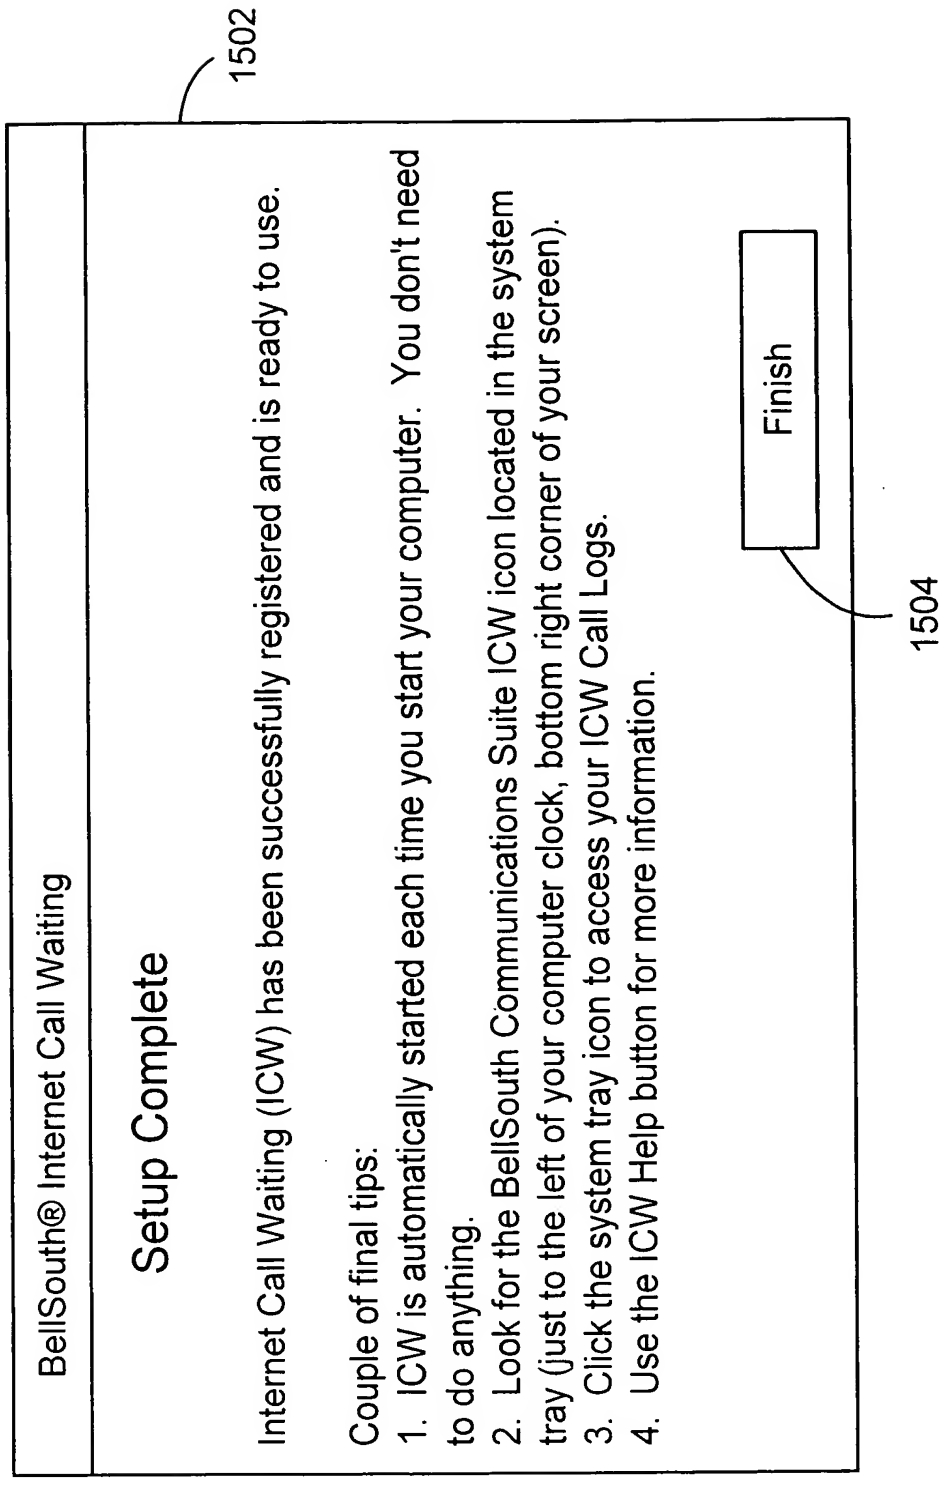 BellSouth® Internet Call Waiting
1502
Setup Complete
Internet Call Waiting (ICW) has been successfully registered and is ready to use.
Couple of final tips:
1. ICW is automatically started each time you start your computer. You don't need
to do anything.
2. Look for the BellSouth Communications Suite ICW icon located in the system
tray (just to the left of your computer clock, bottom right corner of your screen).
3. Click the system tray icon to access your ICW Call Logs.
4. Use the ICW Help button for more information.
Finish
1504